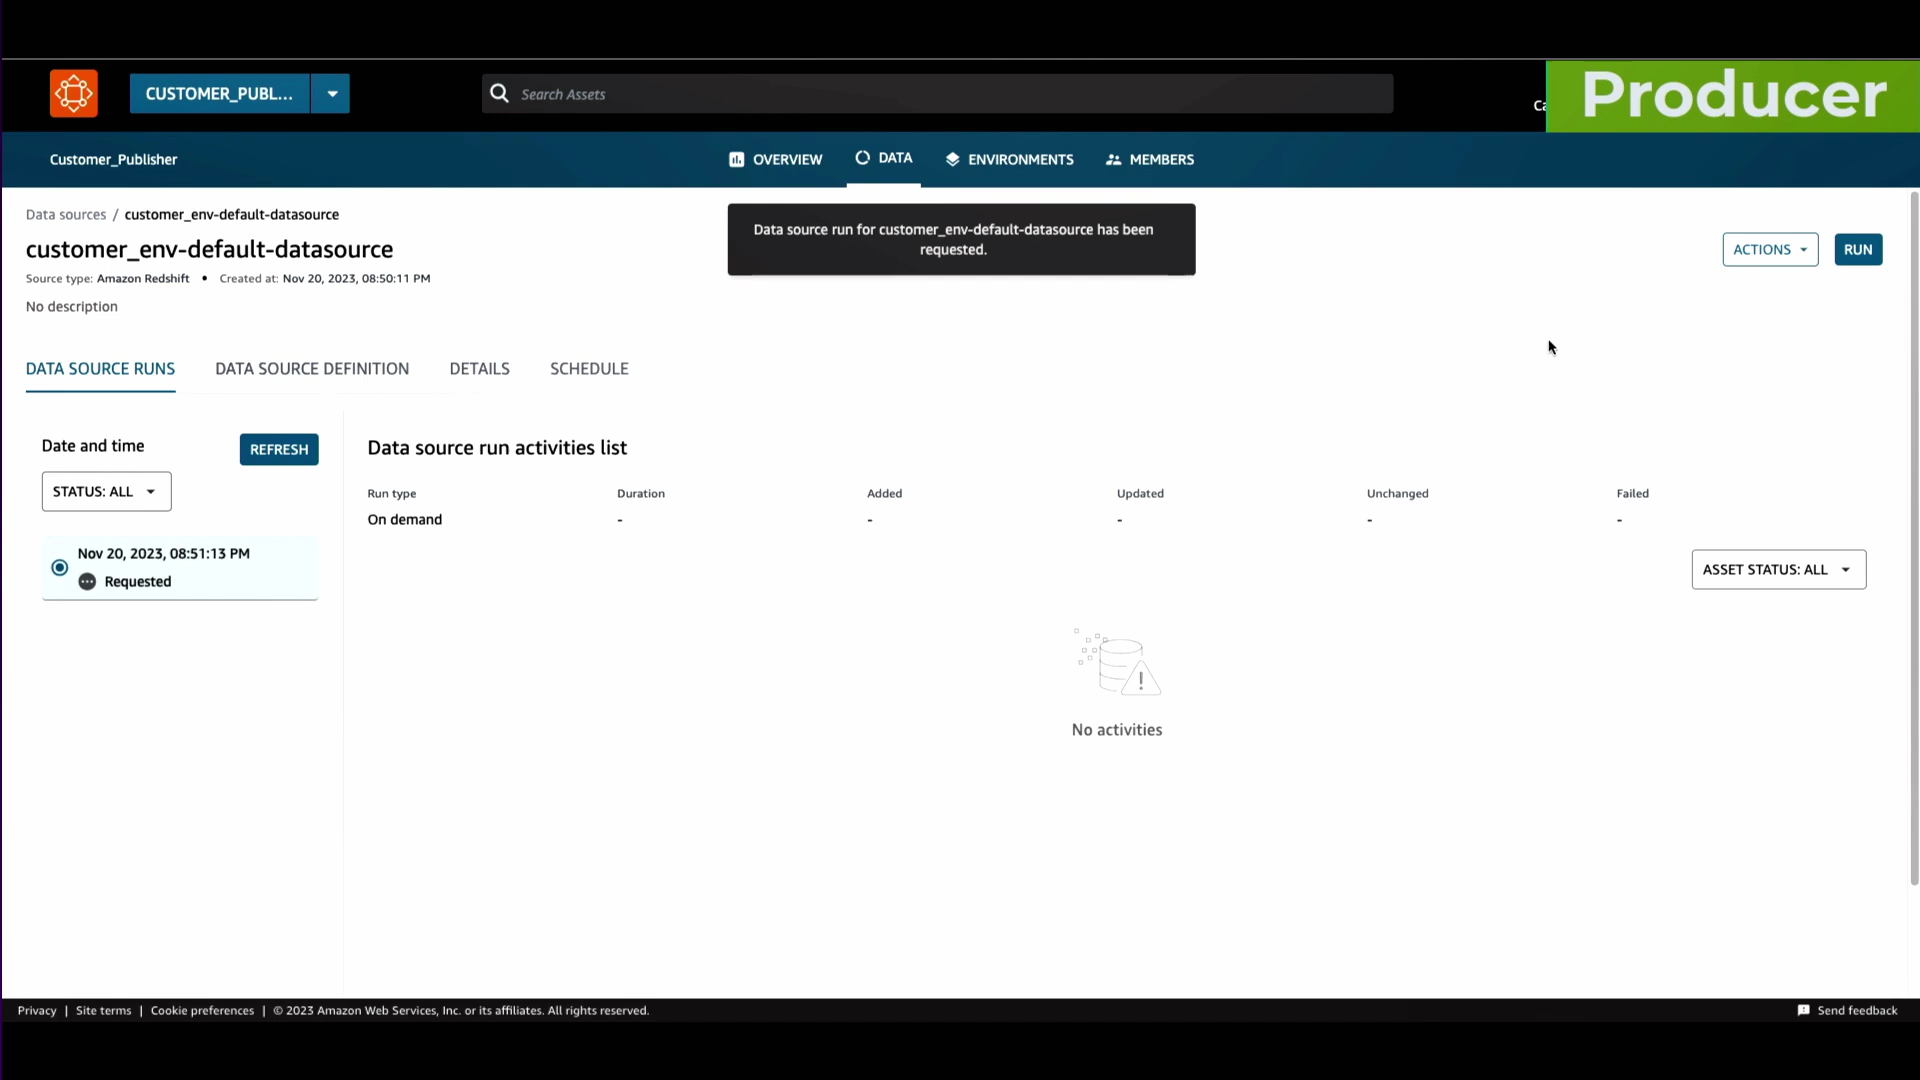 CUSTOMER_PUBL...
Search Assets
Ca
Producer
Customer_Publisher
OVERVIEW
DATA
ENVIRONMENTS
MEMBERS
Data sources / customer_env-default-datasource
customer_env-default-datasource
Source type: Amazon Redshift • Created at: Nov 20, 2023, 08:50:11 PM
No description
Data source run for customer_env-default-datasource has been
requested.
ACTIONS
RUN
DATA SOURCE RUNS
DATA SOURCE DEFINITION
DETAILS
SCHEDULE
Date and time
REFRESH
STATUS: ALL
Nov 20, 2023, 08:51:13 PM
Requested
Data source run activities list
Run type Duration Added Updated Unchanged Failed
On demand - - - - -
ASSET STATUS: ALL
No activities
Privacy | Site terms | Cookie preferences | © 2023 Amazon Web Services, Inc. or its affiliates. All rights reserved.
Send feedback